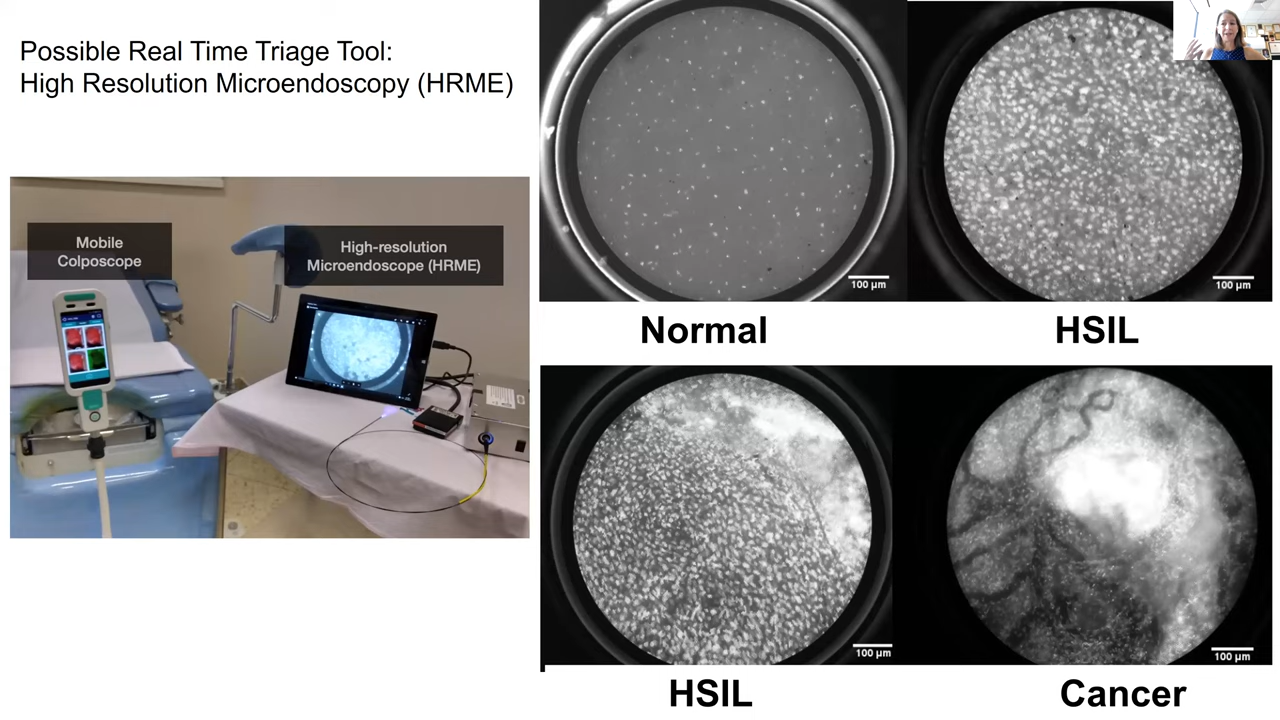 Possible Real Time Triage Tool:
High Resolution Microendoscopy (HRME)
Mobile
Colposcope
High-resolution
Microendoscope (HRME)
100 µm
Normal
100 µm
HSIL
100 µm
HSIL
100 µm
Cancer